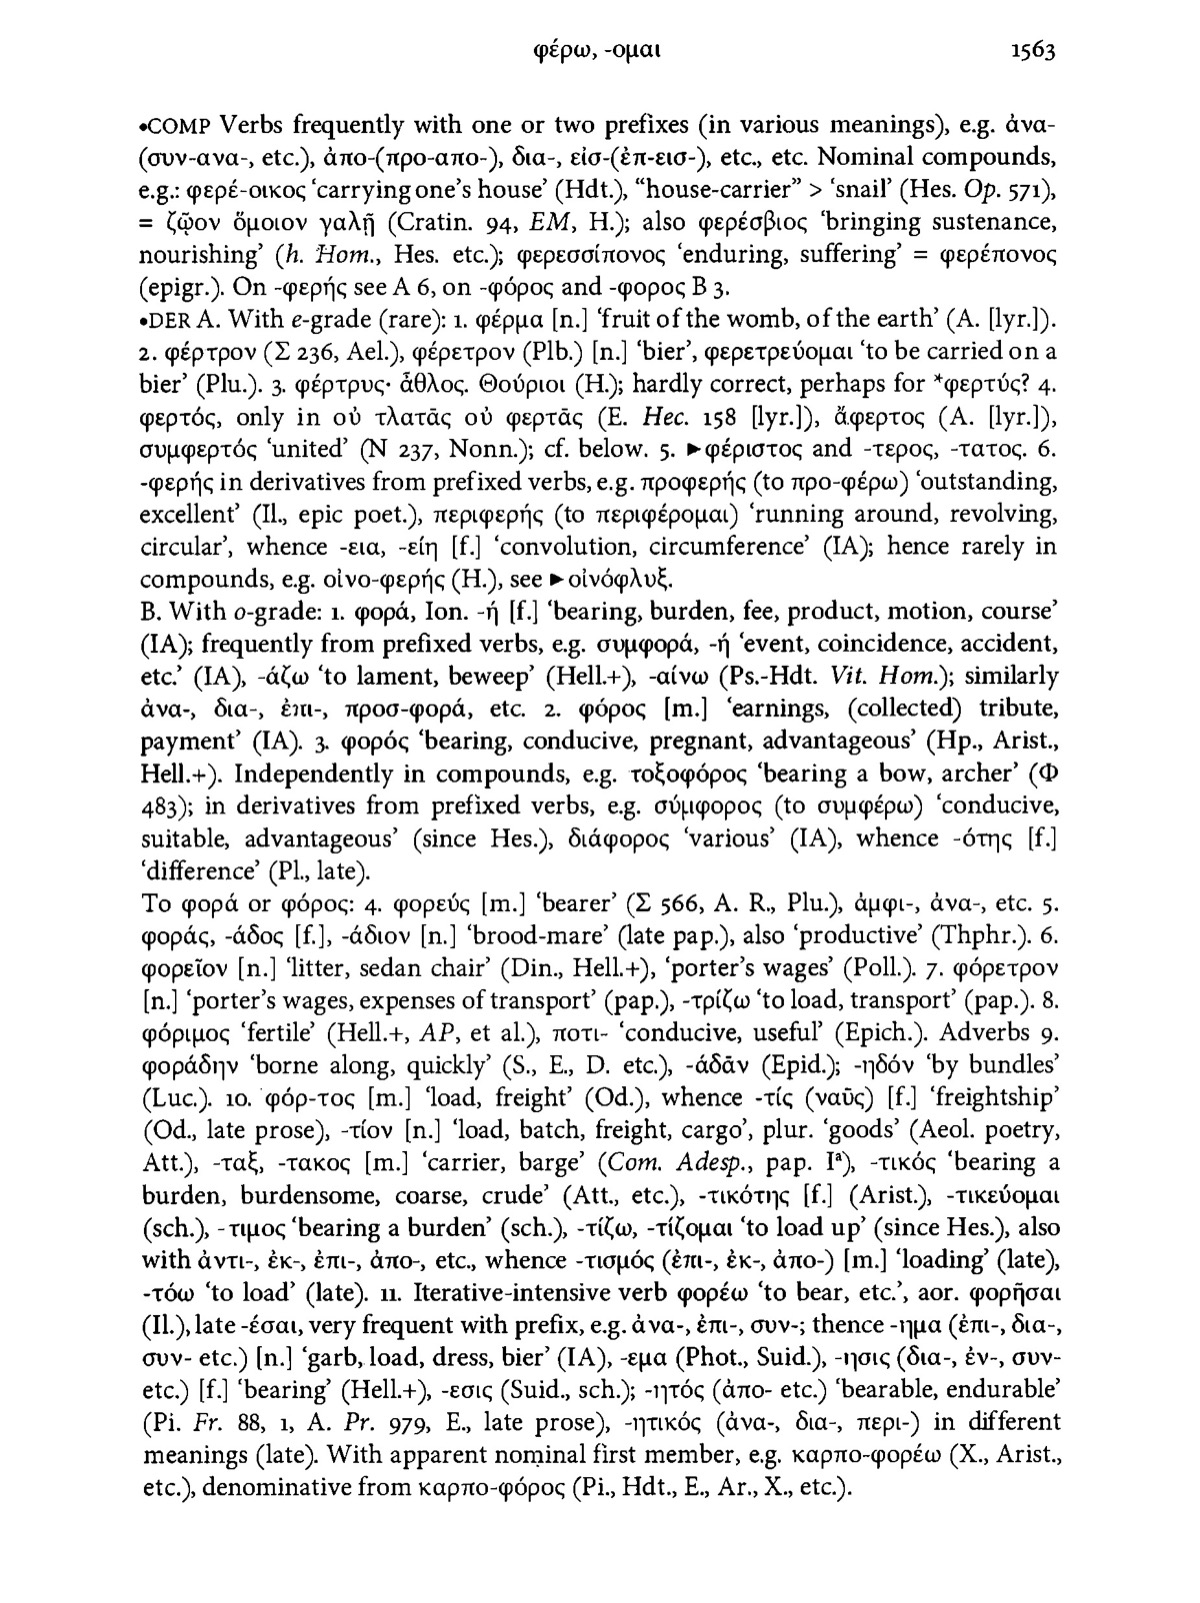 φέρω, -ομαι 1563
•COMP Verbs frequently with one or two prefixes (in various meanings), e.g. ἀνα-
(συν-ανα-, etc.), ἀπο-(προ-απο-), δια-, εἰσ-(ἐπ-εισ-), etc., etc. Nominal compounds,
e.g.: φερέ-οικος ‘carrying one’s house’ (Hdt.), “house-carrier” > ‘snail’ (Hes. Op. 571),
= ζῷον ὅμοιον γαλῇ (Cratin. 94, EM, H.); also φερέσβιος ‘bringing sustenance,
nourishing’ (h. Hom., Hes. etc.); φερεσσίπονος ‘enduring, suffering’ = φερέπονος
(epigr.). On -φερής see A 6, on -φόρος and -φορος B 3.
•DER A. With e-grade (rare): 1. φέρμα [n.] ‘fruit of the womb, of the earth’ (A. [lyr.]).
2. φέρτρον (Σ 236, Ael.), φέρετρον (Plb.) [n.] ‘bier’, φερετρεύομαι ‘to be carried on a
bier’ (Plu.). 3. φέρτρυς· ἆθλος. Θούριοι (H.); hardly correct, perhaps for *φερτύς? 4.
φερτός, only in οὐ τλατᾶς οὐ φερτᾶς (E. Hec. 158 [lyr.]), ἄφερτος (A. [lyr.]),
συμφερτός ‘united’ (N 237, Nonn.); cf. below. 5. ►φέριστος and -τερος, -τατος. 6.
-φερής in derivatives from prefixed verbs, e.g. προφερής (to προ-φέρω) ‘outstanding,
excellent’ (Il., epic poet.), περιφερής (to περιφέρομαι) ‘running around, revolving,
circular’, whence -εια, -είη [f.] ‘convolution, circumference’ (IA); hence rarely in
compounds, e.g. οἰνο-φερής (H.), see ►οἰνόφλυξ.
B. With o-grade: 1. φορά, Ion. -ή [f.] ‘bearing, burden, fee, product, motion, course’
(IA); frequently from prefixed verbs, e.g. συμφορά, -ή ‘event, coincidence, accident,
etc.’ (IA), -άζω ‘to lament, beweep’ (Hell.+), -αίνω (Ps.-Hdt. Vit. Hom.); similarly
ἀνα-, δια-, ἐπι-, προσ-φορά, etc. 2. φόρος [m.] ‘earnings, (collected) tribute,
payment’ (IA). 3. φορός ‘bearing, conducive, pregnant, advantageous’ (Hp., Arist.,
Hell.+). Independently in compounds, e.g. τοξοφόρος ‘bearing a bow, archer’ (Φ
483); in derivatives from prefixed verbs, e.g. σύμφορος (to συμφέρω) ‘conducive,
suitable, advantageous’ (since Hes.), διάφορος ‘various’ (IA), whence -ότης [f.]
‘difference’ (Pl., late).
To φορά or φόρος: 4. φορεύς [m.] ‘bearer’ (Σ 566, A. R., Plu.), ἀμφι-, ἀνα-, etc. 5.
φοράς, -άδος [f.], -άδιον [n.] ‘brood-mare’ (late pap.), also ‘productive’ (Thphr.). 6.
φορεῖον [n.] ‘litter, sedan chair’ (Din., Hell.+), ‘porter’s wages’ (Poll.). 7. φόρετρον
[n.] ‘porter’s wages, expenses of transport’ (pap.), -τρίζω ‘to load, transport’ (pap.). 8.
φόριμος ‘fertile’ (Hell.+, AP, et al.), ποτι- ‘conducive, useful’ (Epich.). Adverbs 9.
φοράδην ‘borne along, quickly’ (S., E., D. etc.), -άδᾱν (Epid.); -ηδόν ‘by bundles’
(Luc.). 10. φόρ-τος [m.] ‘load, freight’ (Od.), whence -τίς (ναῦς) [f.] ‘freightship’
(Od., late prose), -τίον [n.] ‘load, batch, freight, cargo’, plur. ‘goods’ (Aeol. poetry,
Att.), -ταξ, -τακος [m.] ‘carrier, barge’ (Com. Adesp., pap. Iª), -τικός ‘bearing a
burden, burdensome, coarse, crude’ (Att., etc.), -τικότης [f.] (Arist.), -τικεύομαι
(sch.), -τιμος ‘bearing a burden’ (sch.), -τίζω, -τίζομαι ‘to load up’ (since Hes.), also
with ἀντι-, ἐκ-, ἐπι-, ἀπο-, etc., whence -τισμός (ἐπι-, ἐκ-, ἀπο-) [m.] ‘loading’ (late),
-τόω ‘to load’ (late). 11. Iterative-intensive verb φορέω ‘to bear, etc.’, aor. φορῆσαι
(Il.), late -έσαι, very frequent with prefix, e.g. ἀνα-, ἐπι-, συν-; thence -ημα (ἐπι-, δια-,
συν- etc.) [n.] ‘garb, load, dress, bier’ (IA), -εμα (Phot., Suid.), -ησις (δια-, ἐν-, συν-
etc.) [f.] ‘bearing’ (Hell.+), -εσις (Suid., sch.); -ητός (ἀπο- etc.) ‘bearable, endurable’
(Pi. Fr. 88, 1, A. Pr. 979, E., late prose), -ητικός (ἀνα-, δια-, περι-) in different
meanings (late). With apparent nominal first member, e.g. καρπο-φορέω (X., Arist.,
etc.), denominative from καρπο-φόρος (Pi., Hdt., E., Ar., X., etc.).